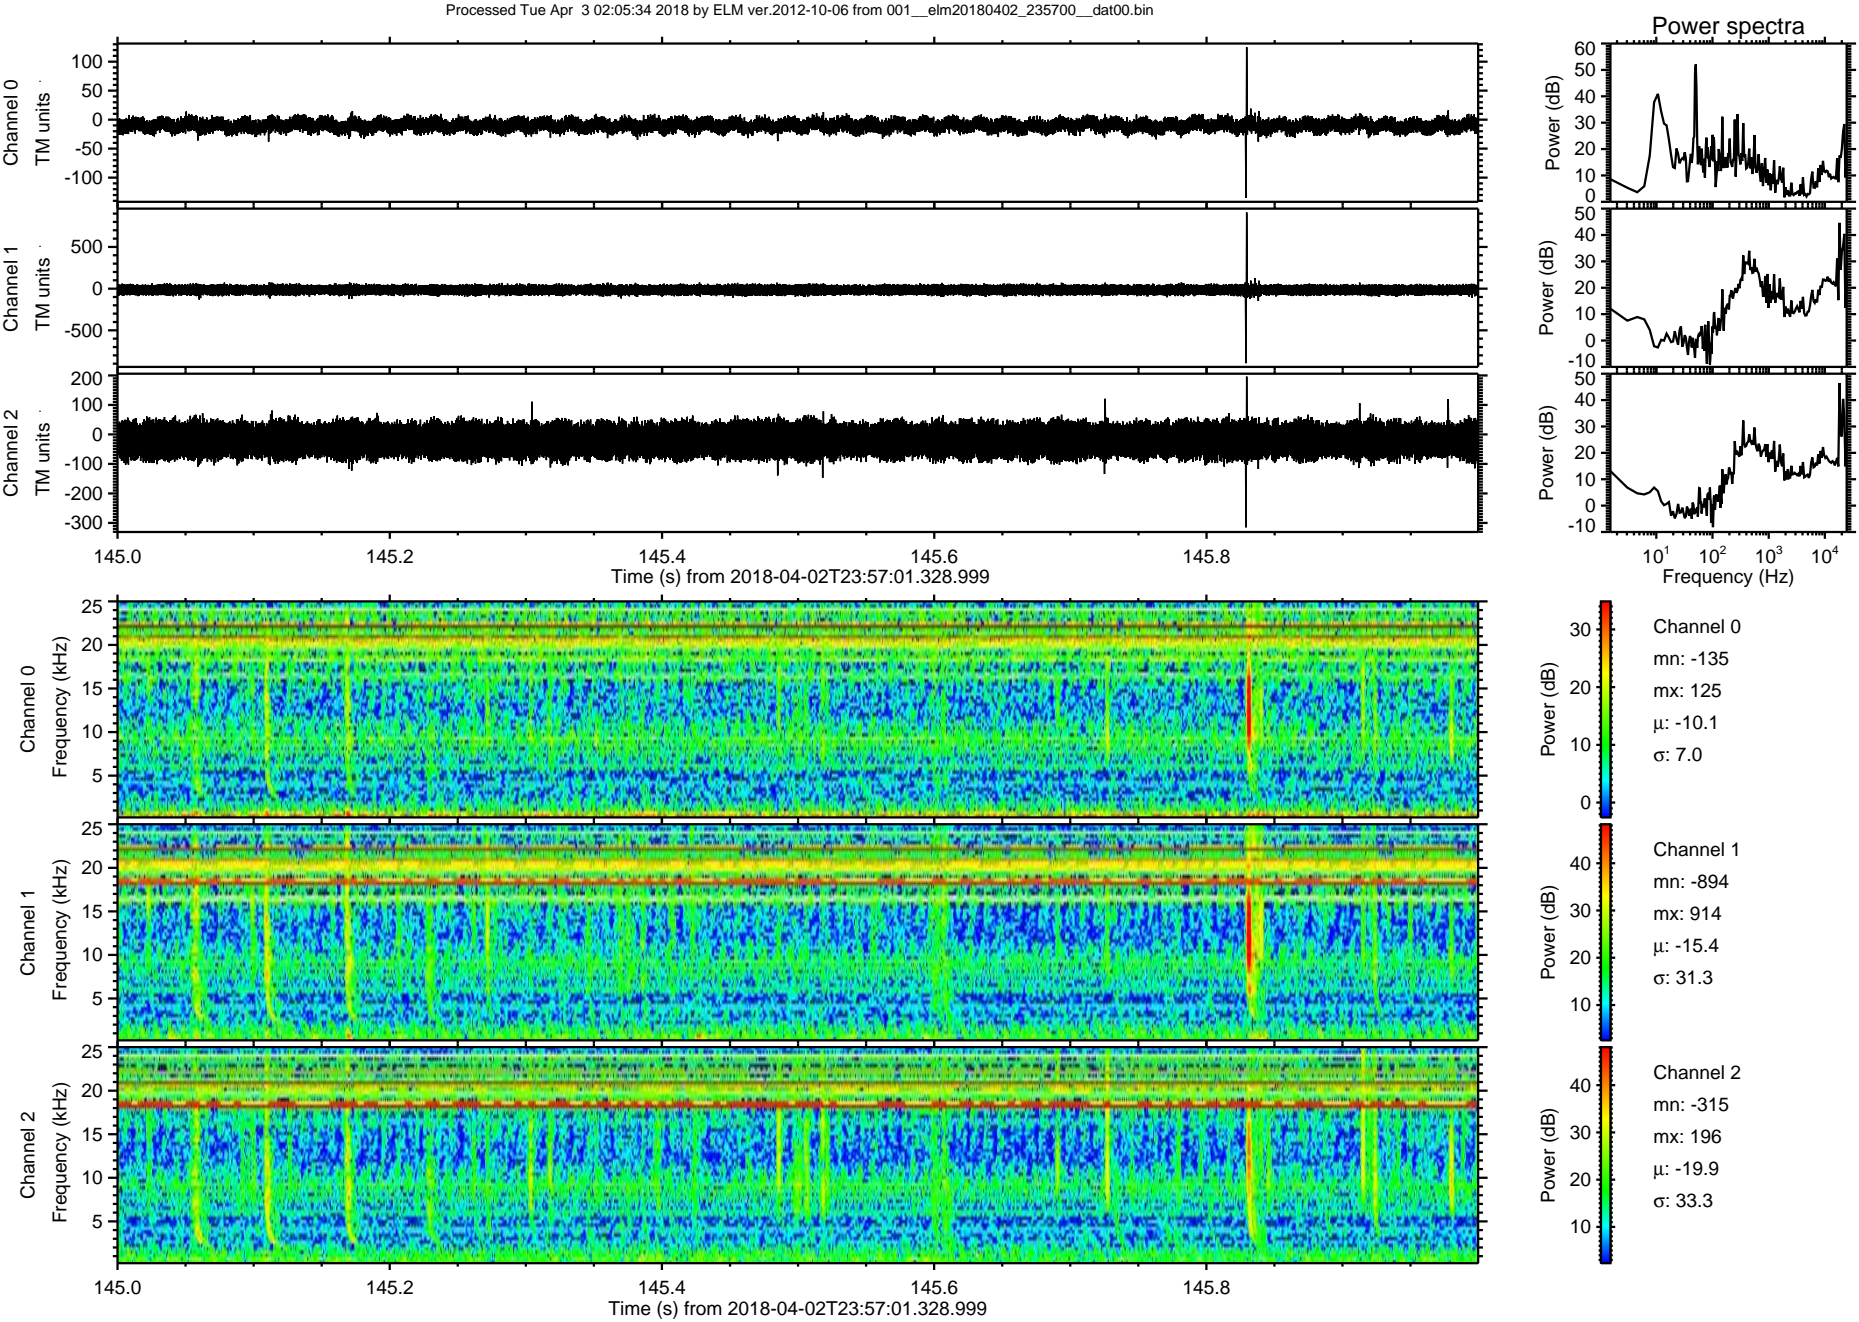 Processed Tue Apr  3 02:05:34 2018 by ELM ver.2012-10-06 from 001__elm20180402_235700__dat00.bin
Power spectra
Channel 0
TM units
100
50
0
-50
-100
Power (dB)
60
50
40
30
20
10
0
Channel 1
TM units
500
0
-500
Power (dB)
50
40
30
20
10
0
-10
Channel 2
TM units
200
100
0
-100
-200
-300
Power (dB)
50
40
30
20
10
0
-10
145.0 145.2 145.4 145.6 145.8
Time (s) from 2018-04-02T23:57:01.328.999
10^1 10^2 10^3 10^4
Frequency (Hz)
Channel 0
Frequency (kHz)
25
20
15
10
5
Power (dB)
30
20
10
0
Channel 0
mn: -135
mx: 125
μ: -10.1
σ: 7.0
Channel 1
Frequency (kHz)
25
20
15
10
5
Power (dB)
40
30
20
10
Channel 1
mn: -894
mx: 914
μ: -15.4
σ: 31.3
Channel 2
Frequency (kHz)
25
20
15
10
5
Power (dB)
40
30
20
10
Channel 2
mn: -315
mx: 196
μ: -19.9
σ: 33.3
145.0 145.2 145.4 145.6 145.8
Time (s) from 2018-04-02T23:57:01.328.999